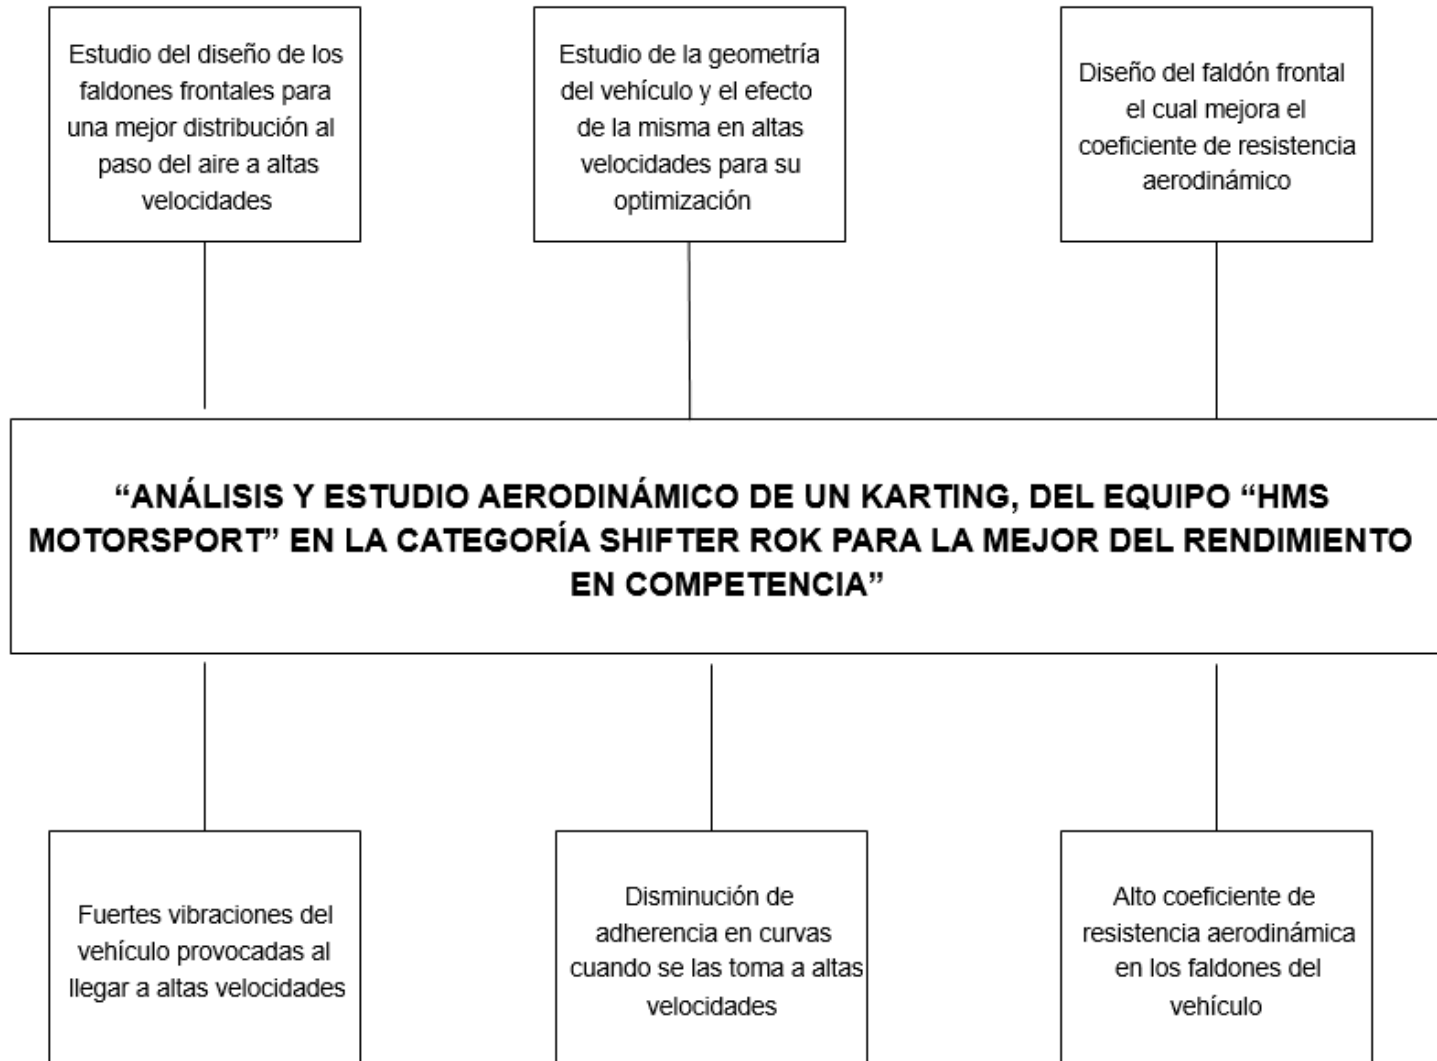 Estudio del diseño de los
faldones frontales para
una mejor distribución al
paso del aire a altas
velocidades
Estudio de la geometría
del vehículo y el efecto
de la misma en altas
velocidades para su
optimización
Diseño del faldón frontal
el cual mejora el
coeficiente de resistencia
aerodinámico
“ANÁLISIS Y ESTUDIO AERODINÁMICO DE UN KARTING, DEL EQUIPO “HMS
MOTORSPORT” EN LA CATEGORÍA SHIFTER ROK PARA LA MEJOR DEL RENDIMIENTO
EN COMPETENCIA”
Fuertes vibraciones del
vehículo provocadas al
llegar a altas velocidades
Disminución de
adherencia en curvas
cuando se las toma a altas
velocidades
Alto coeficiente de
resistencia aerodinámica
en los faldones del
vehículo